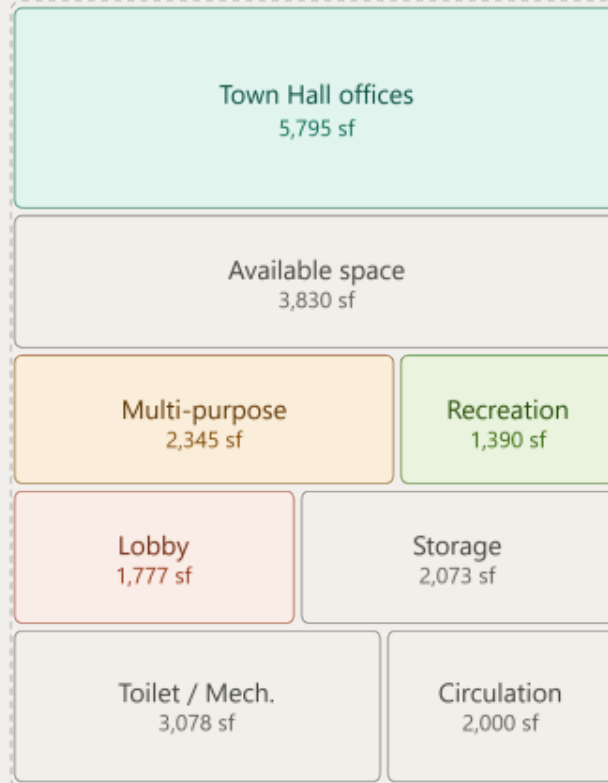 Town Hall offices
5,795 sf
Available space
3,830 sf
Multi-purpose
2,345 sf
Recreation
1,390 sf
Lobby
1,777 sf
Storage
2,073 sf
Toilet / Mech.
3,078 sf
Circulation
2,000 sf